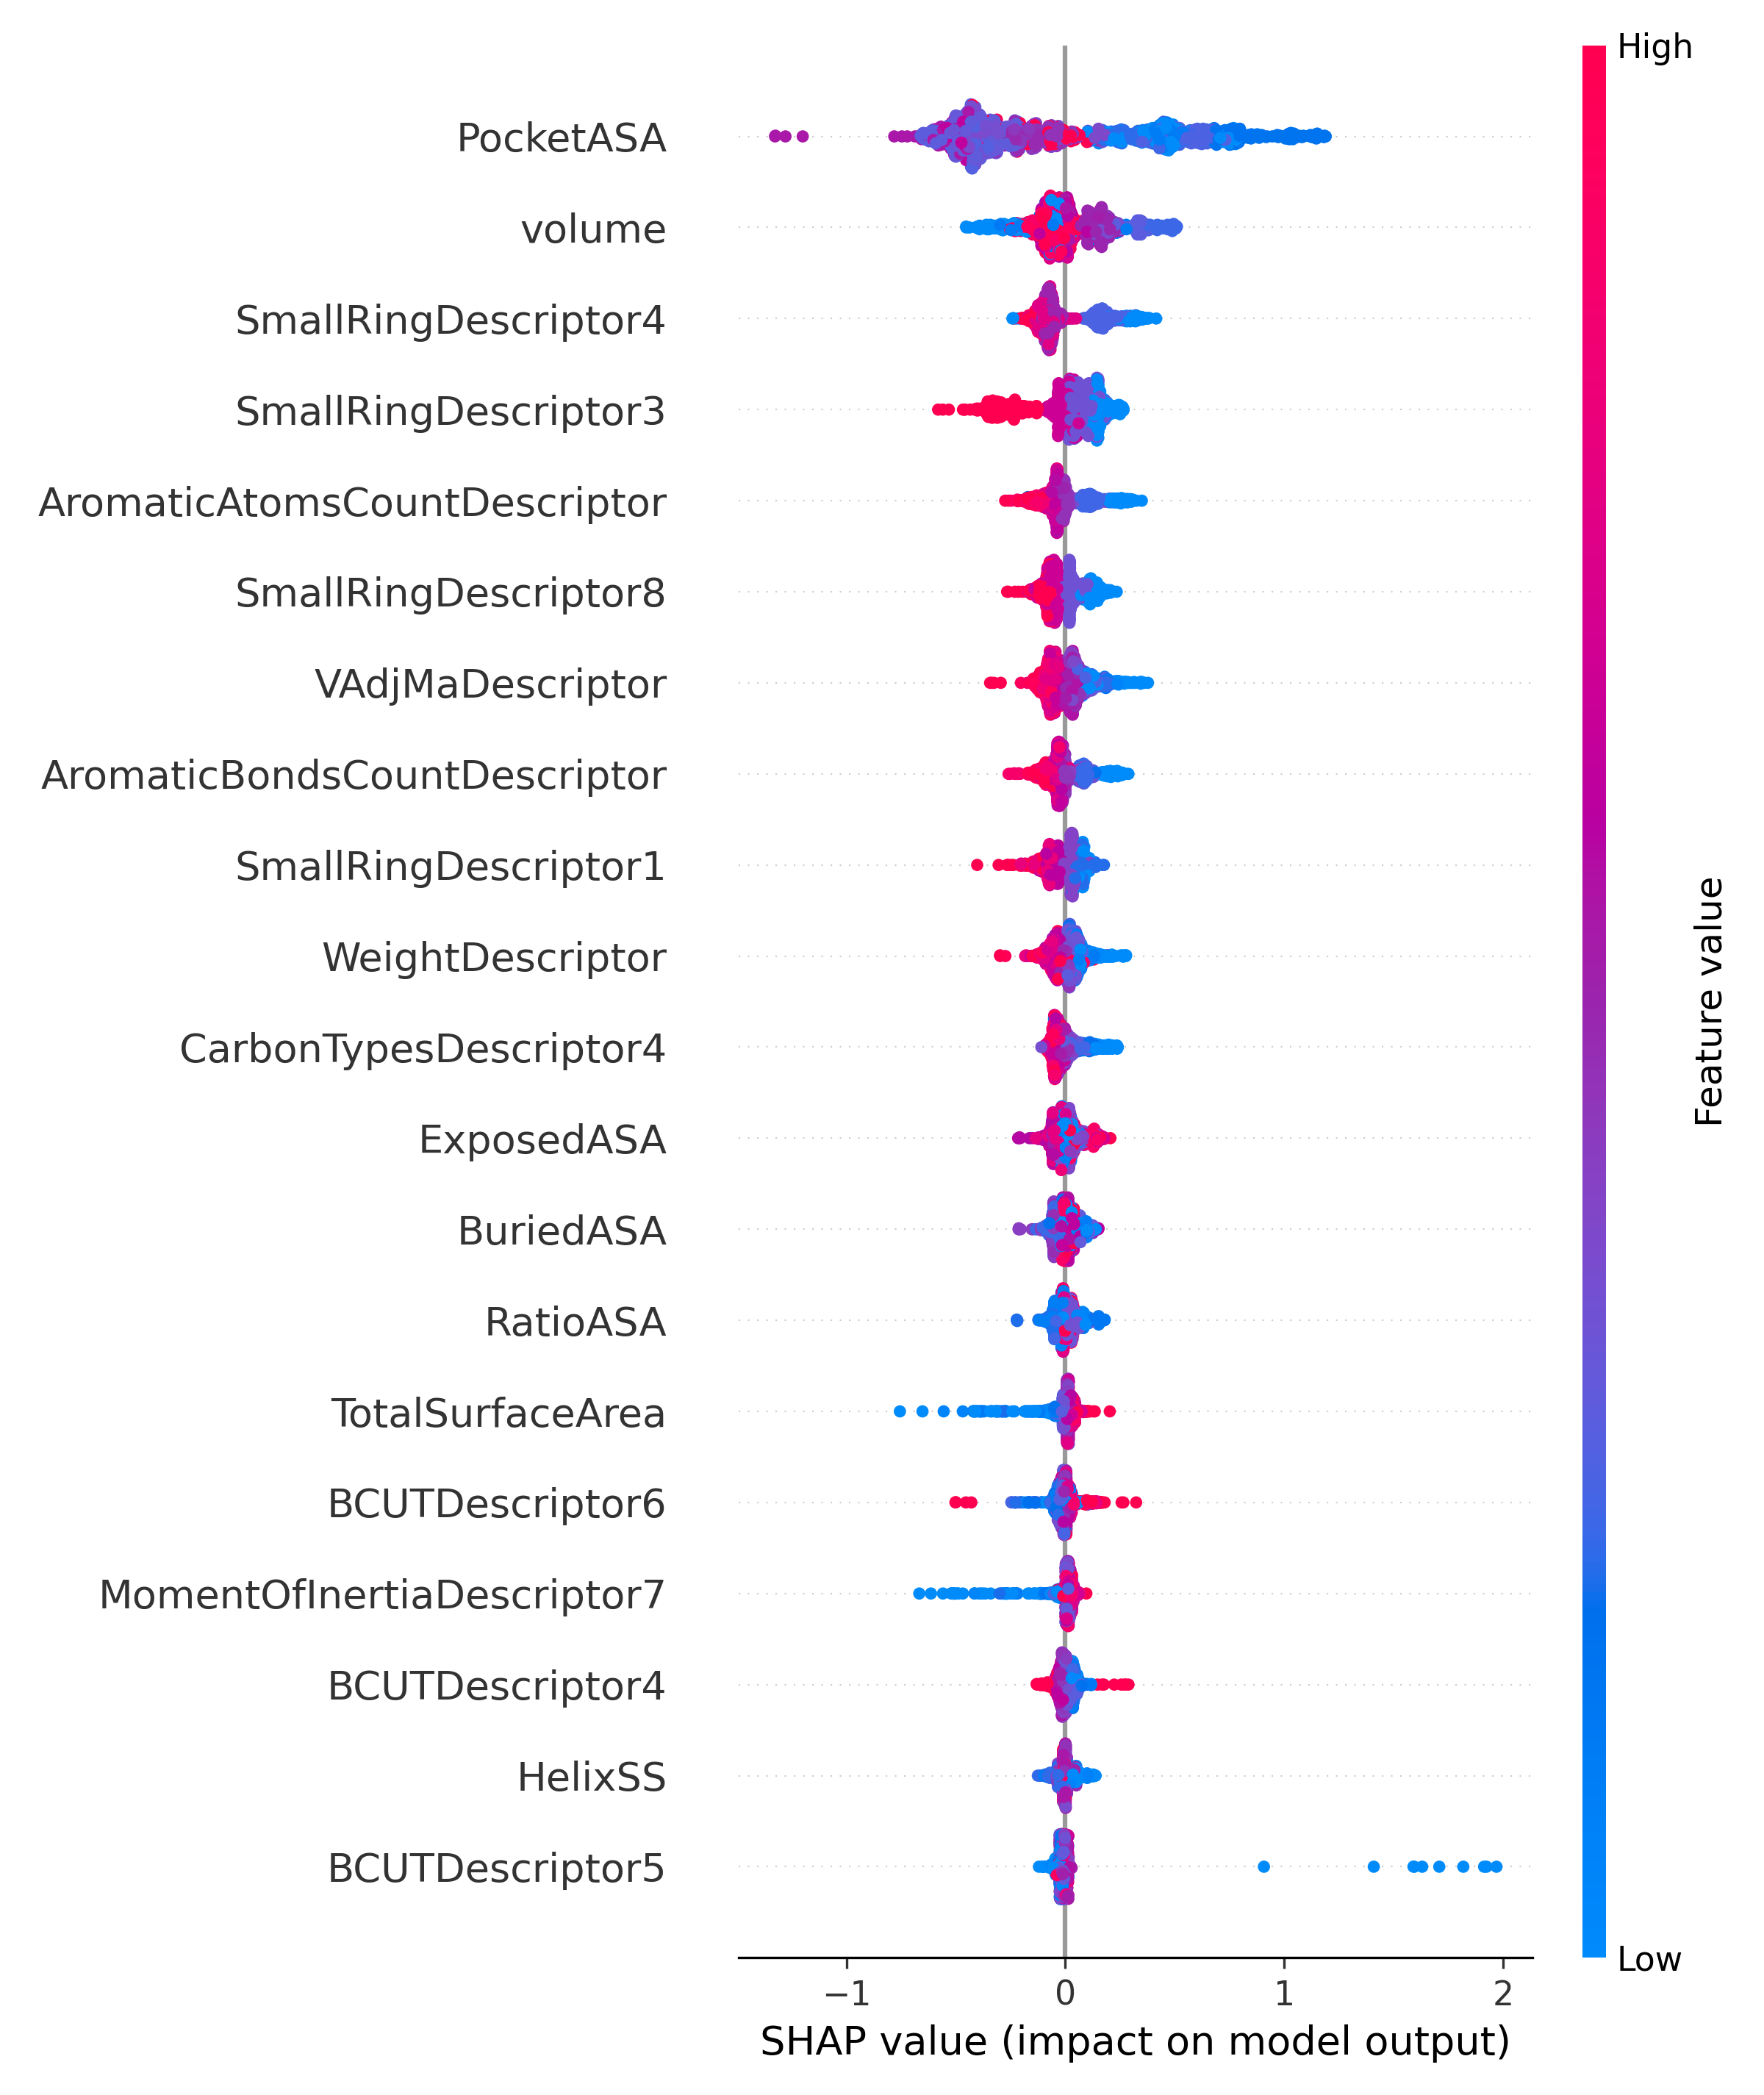 High
PocketASA
volume
SmallRingDescriptor4
SmallRingDescriptor3
AromaticAtomsCountDescriptor
SmallRingDescriptor8
VAdjMaDescriptor
AromaticBondsCountDescriptor
SmallRingDescriptor1
WeightDescriptor
CarbonTypesDescriptor4
ExposedASA
BuriedASA
RatioASA
TotalSurfaceArea
BCUTDescriptor6
MomentOfInertiaDescriptor7
BCUTDescriptor4
HelixSS
BCUTDescriptor5
Feature value
Low
−1 0 1 2
SHAP value (impact on model output)